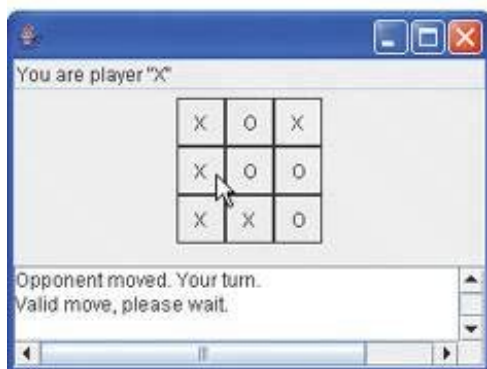 You are player "X"
X O X
X O O
X X O
Opponent moved. Your turn.
Valid move, please wait.